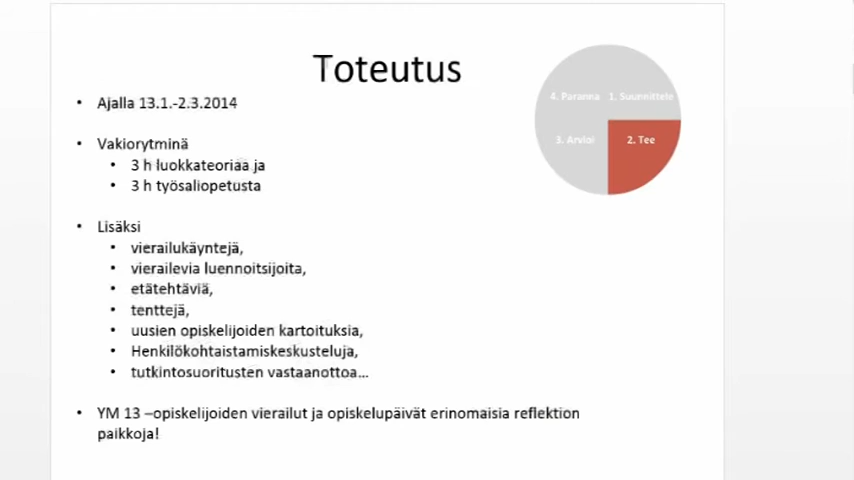 Toteutus
• Ajalla 13.1.-2.3.2014
• Vakiorytminä
• 3 h luokkateoriaa ja
• 3 h työsaliopetusta
• Lisäksi
• vierailukäyntejä,
• vierailevia luennoitsijoita,
• etätehtäviä,
• tenttejä,
• uusien opiskelijoiden kartoituksia,
• Henkilökohtaistamiskeskusteluja,
• tutkintosuoritusten vastaanottoa...
• YM 13 –opiskelijoiden vierailut ja opiskelupäivät erinomaisia reflektion
paikkoja!
4. Paranna 1. Suunnittele
3. Arvioi 2. Tee